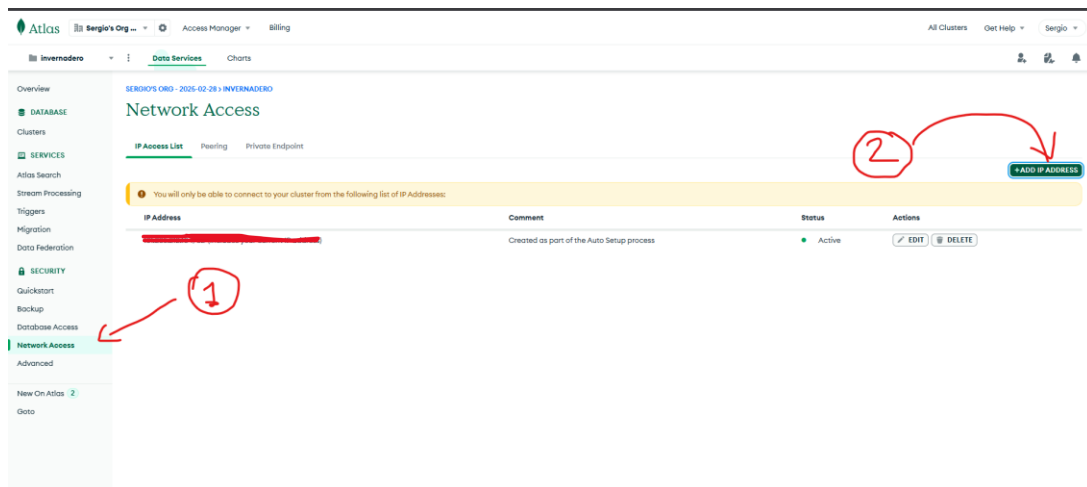 Atlas Sergio's Org ... Access Manager Billing All Clusters Get Help Sergio
invernadero Data Services Charts
Overview
DATABASE
Clusters
SERVICES
Atlas Search
Stream Processing
Triggers
Migration
Data Federation
SECURITY
Quickstart
Backup
Database Access
Network Access
Advanced
New On Atlas 2
Goto
SERGIO'S ORG - 2025-02-28 > INVERNADERO
Network Access
IP Access List Peering Private Endpoint
+ ADD IP ADDRESS
You will only be able to connect to your cluster from the following list of IP Addresses:
IP Address Comment Status Actions
Created as part of the Auto Setup process Active EDIT DELETE
1
2